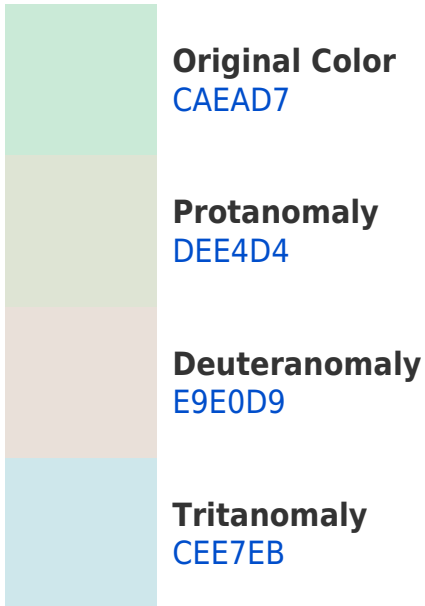 Original Color
CAEAD7
Protanomaly
DEE4D4
Deuteranomaly
E9E0D9
Tritanomaly
CEE7EB